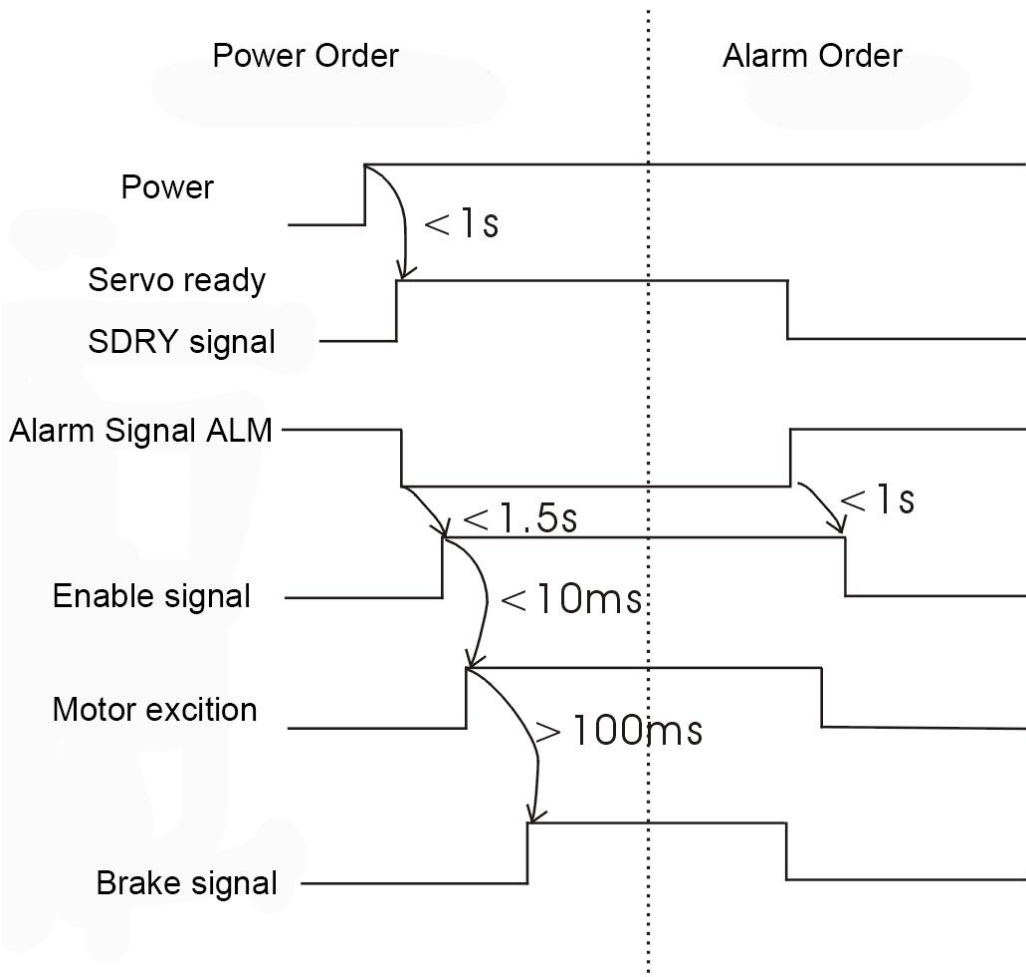 Power Order
Alarm Order
Power
<1s
Servo ready
SDRY signal
Alarm Signal ALM
<1s
<1.5s
Enable signal
<10ms
Motor excition
>100ms
Brake signal